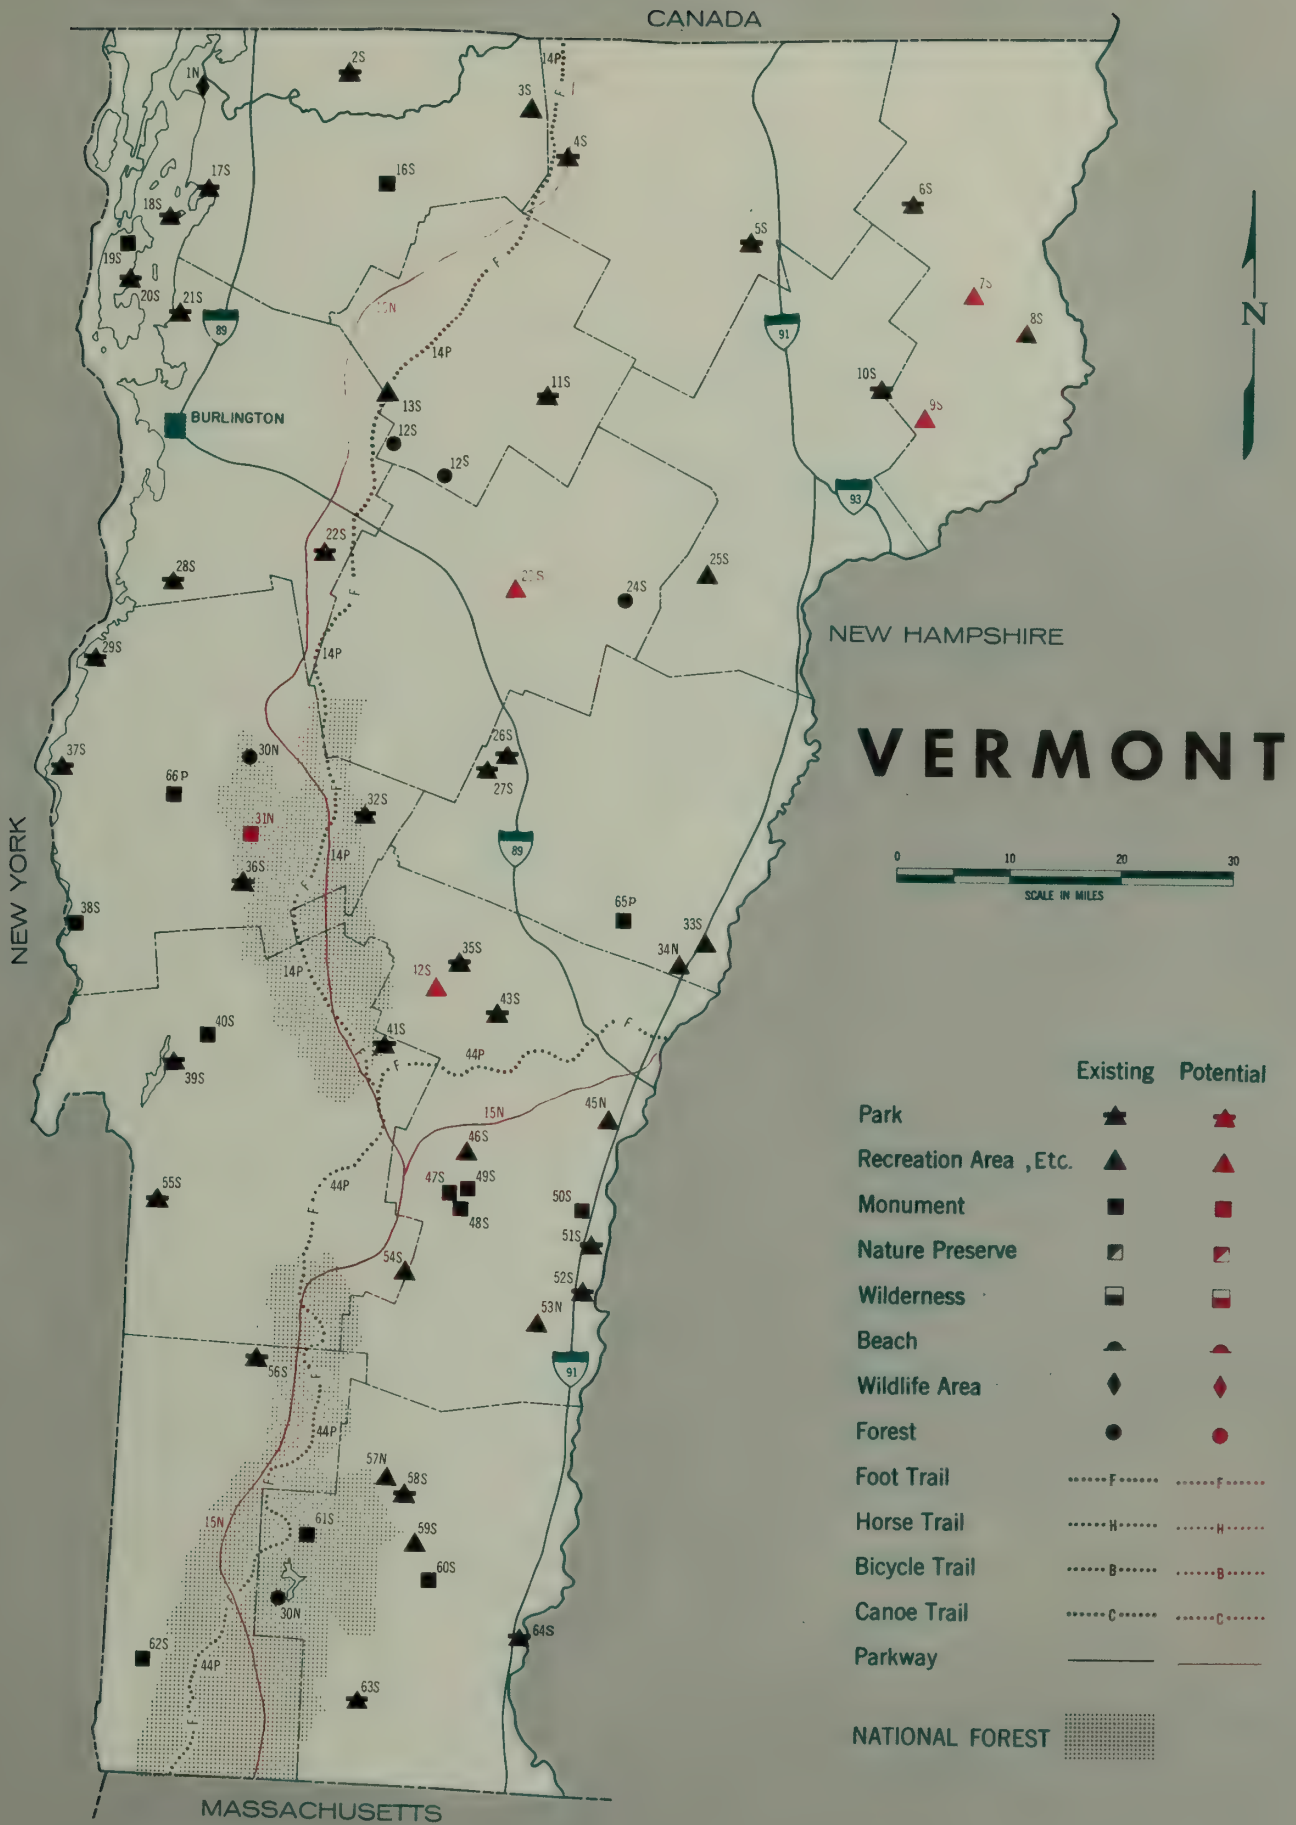 CANADA
1N
2S
14P
3S
4S
16S
17S
18S
6S
5S
19S
20S
21S
7S
89
15N
91
8S
14P
N
10S
11S
13S
9S
BURLINGTON
12S
12S
93
22S
25S
28S
24S
NEW HAMPSHIRE
29S
14P
VERMONT
37S
30N
26S
66P
27S
32S
31N
89
14P
0 10 20 30
SCALE IN MILES
NEW YORK
36S
38S
65P
33S
34N
35S
14P
43S
40S
41S
44P
39S
Existing Potential
45N
15N
Park
46S
Recreation Area , Etc.
47S
49S
44P
55S
50S
Monument
48S
51S
Nature Preserve
54S
52S
Wilderness
53N
Beach
56S
91
Wildlife Area
44P
Forest
57N
58S
Foot Trail F F
15N
61S
59S
Horse Trail H H
60S
Bicycle Trail B B
30N
Canoe Trail C C
64S
62S
44P
Parkway
63S
NATIONAL FOREST
MASSACHUSETTS